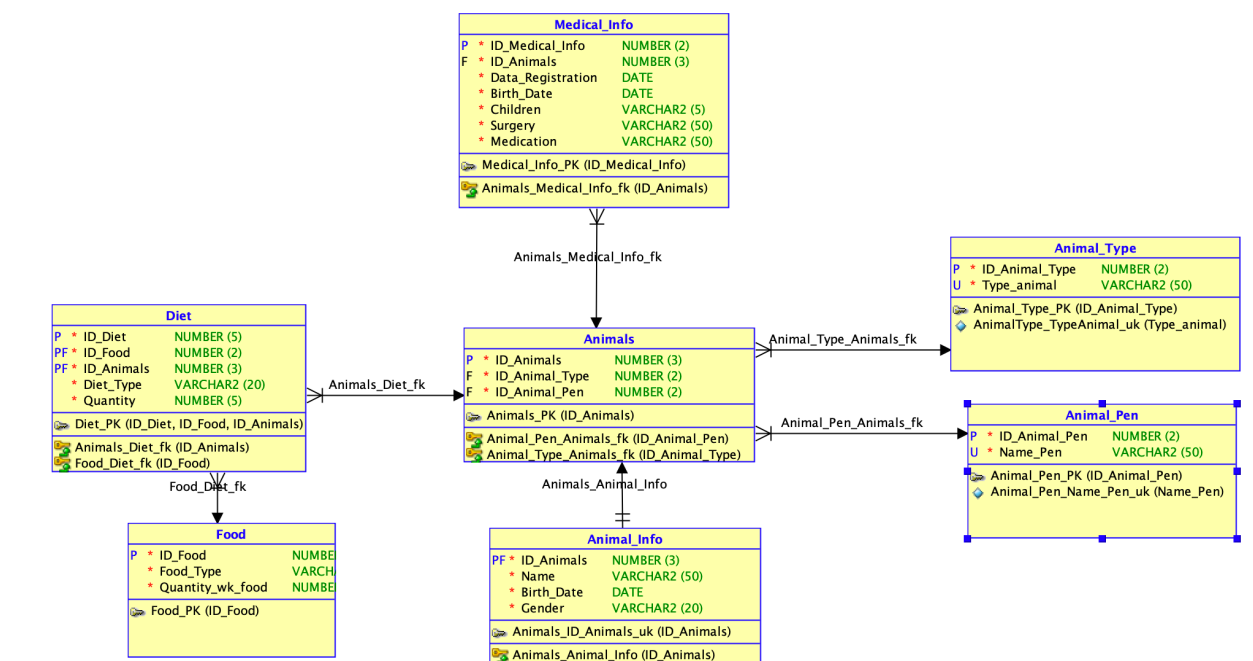 Medical_Info
P * ID_Medical_Info NUMBER (2)
F * ID_Animals NUMBER (3)
* Data_Registration DATE
* Birth_Date DATE
* Children VARCHAR2 (5)
* Surgery VARCHAR2 (50)
* Medication VARCHAR2 (50)
Medical_Info_PK (ID_Medical_Info)
Animals_Medical_Info_fk (ID_Animals)
Animals_Medical_Info_fk
Animal_Type
P * ID_Animal_Type NUMBER (2)
U * Type_animal VARCHAR2 (50)
Animal_Type_PK (ID_Animal_Type)
AnimalType_TypeAnimal_uk (Type_animal)
Diet
P * ID_Diet NUMBER (5)
PF * ID_Food NUMBER (2)
PF * ID_Animals NUMBER (3)
* Diet_Type VARCHAR2 (20)
* Quantity NUMBER (5)
Diet_PK (ID_Diet, ID_Food, ID_Animals)
Animals_Diet_fk (ID_Animals)
Food_Diet_fk (ID_Food)
Animals_Diet_fk
Animals
P * ID_Animals NUMBER (3)
F * ID_Animal_Type NUMBER (2)
F * ID_Animal_Pen NUMBER (2)
Animals_PK (ID_Animals)
Animal_Pen_Animals_fk (ID_Animal_Pen)
Animal_Type_Animals_fk (ID_Animal_Type)
Animal_Type_Animals_fk
Animal_Pen_Animals_fk
Animal_Pen
P * ID_Animal_Pen NUMBER (2)
U * Name_Pen VARCHAR2 (50)
Animal_Pen_PK (ID_Animal_Pen)
Animal_Pen_Name_Pen_uk (Name_Pen)
Food_Diet_fk
Animals_Animal_Info
Food
P * ID_Food NUMBE
* Food_Type VARCH
* Quantity_wk_food NUMBE
Food_PK (ID_Food)
Animal_Info
PF * ID_Animals NUMBER (3)
* Name VARCHAR2 (50)
* Birth_Date DATE
* Gender VARCHAR2 (20)
Animals_ID_Animals_uk (ID_Animals)
Animals_Animal_Info (ID_Animals)